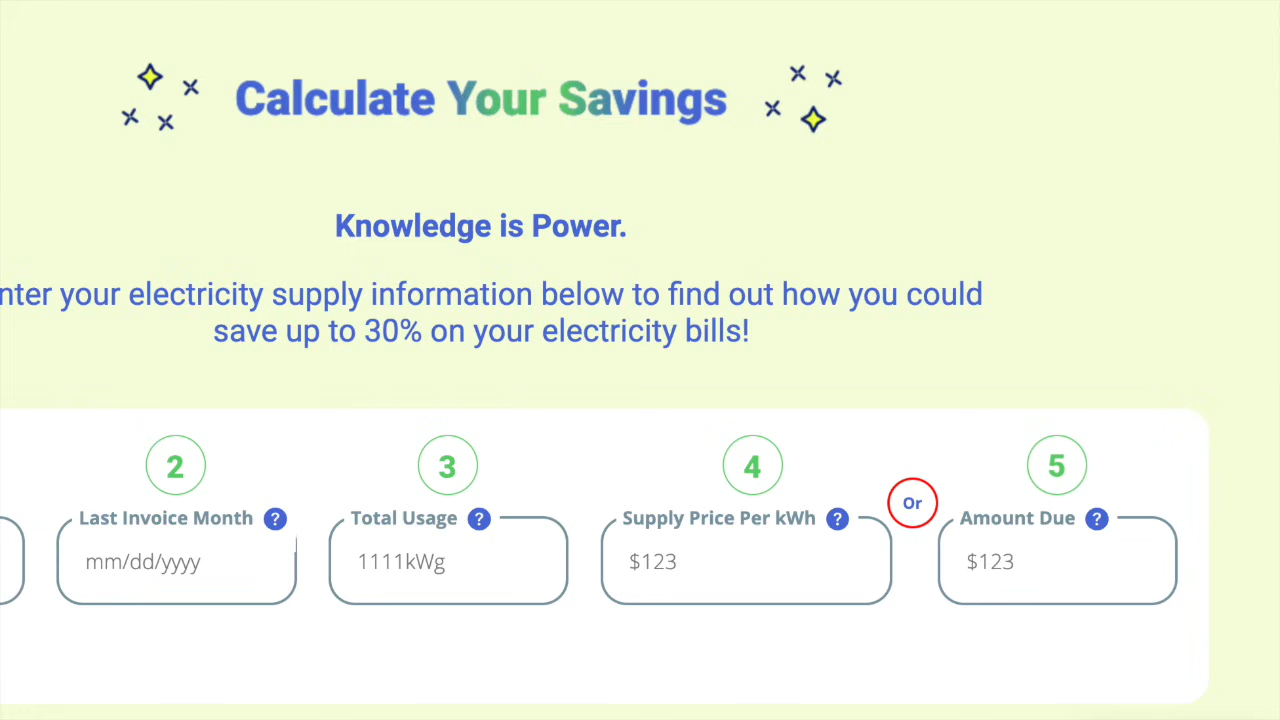 Calculate Your Savings
Knowledge is Power.
nter your electricity supply information below to find out how you could
save up to 30% on your electricity bills!
2
3
4
5
Last Invoice Month ?
Total Usage ?
Supply Price Per kWh ?
Or
Amount Due ?
mm/dd/yyyy
1111kWg
$123
$123